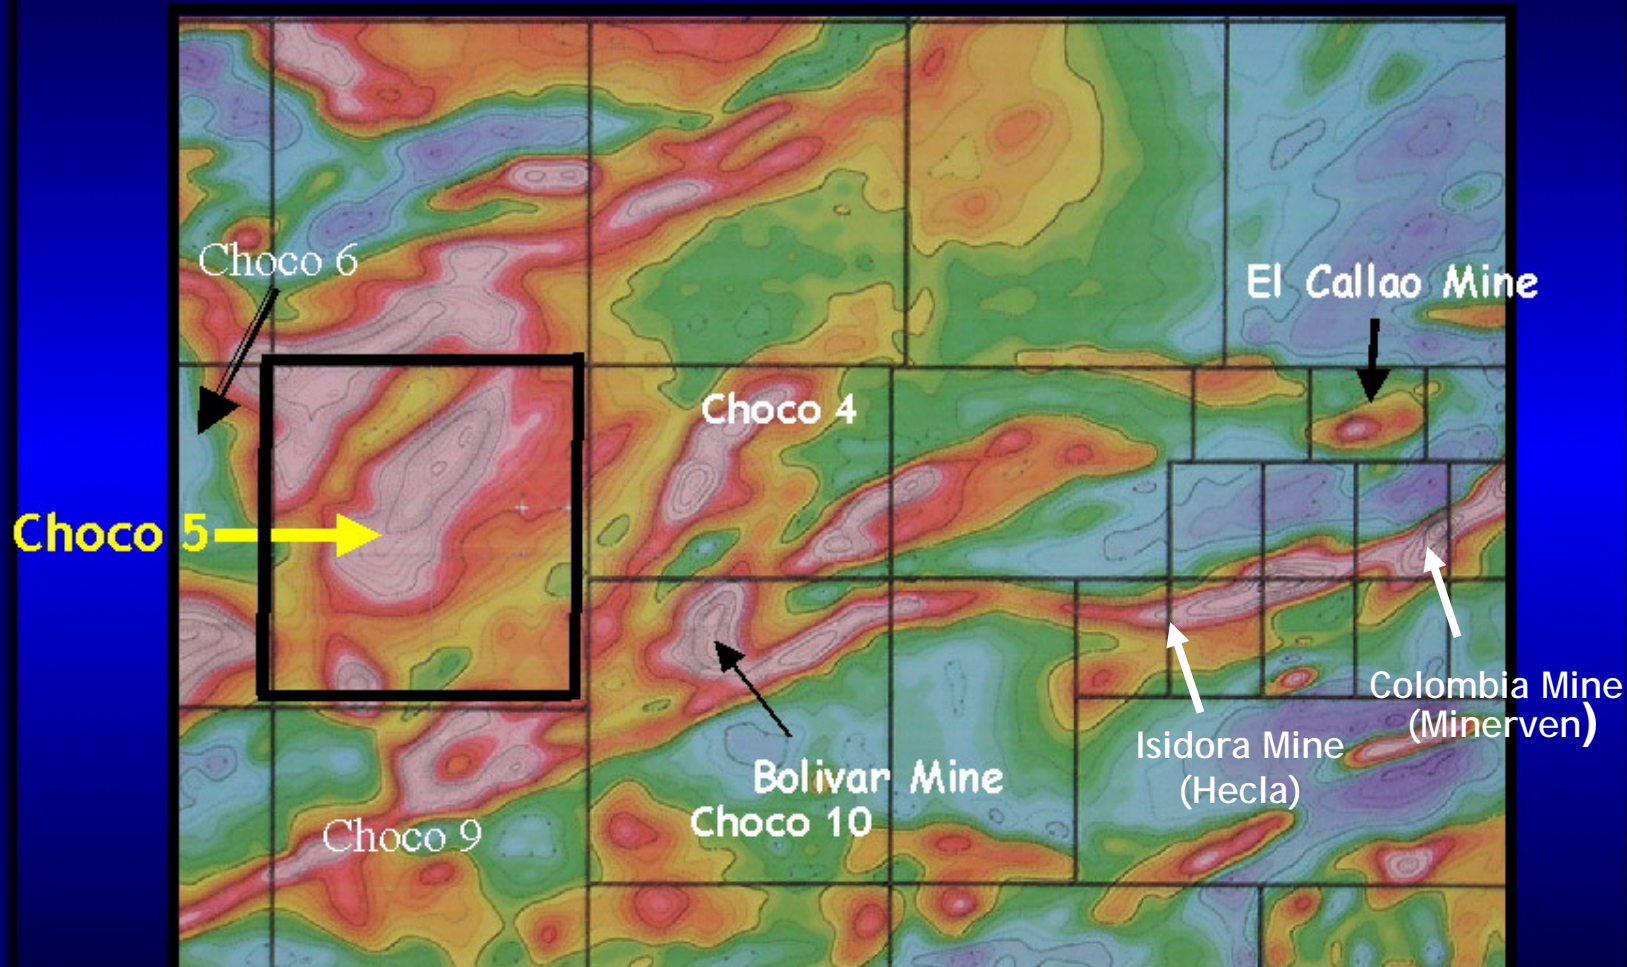 Choco 6
El Callao Mine
Choco 4
Choco 5
Colombia Mine
(Minerven)
Isidora Mine
(Hecla)
Bolivar Mine
Choco 10
Choco 9